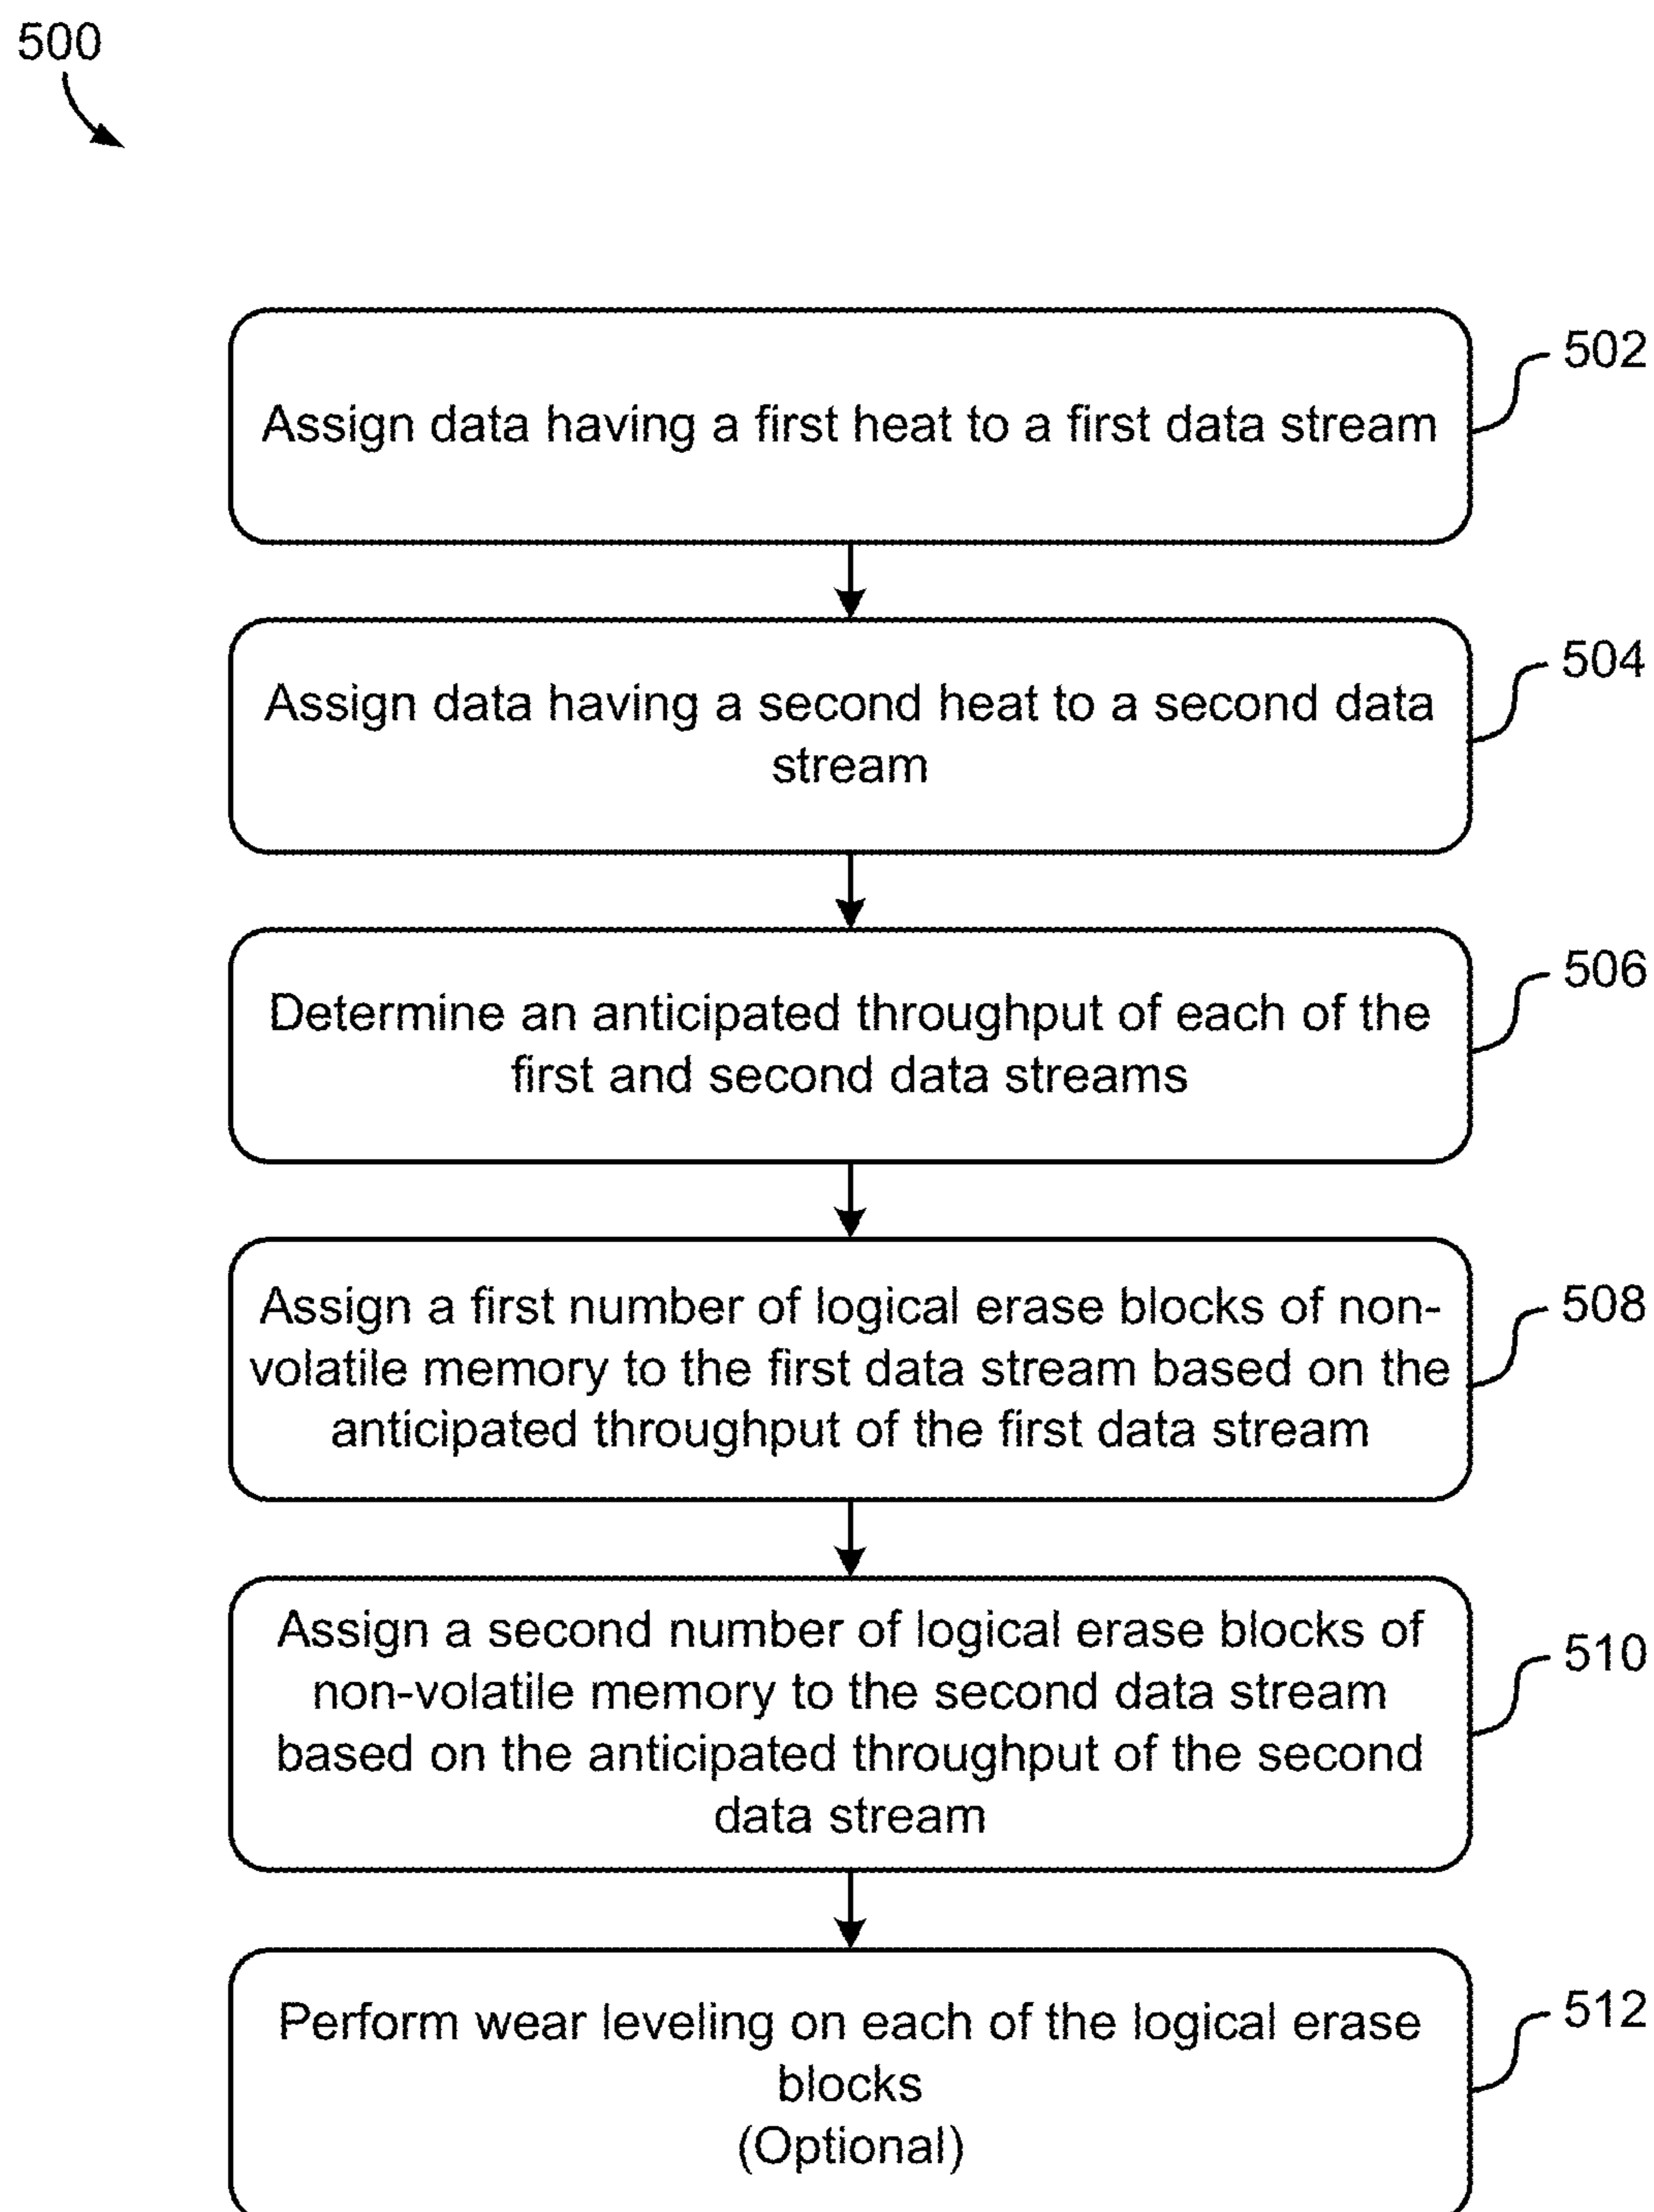 500
Assign data having a first heat to a first data stream
502
Assign data having a second heat to a second data
stream
504
Determine an anticipated throughput of each of the
first and second data streams
506
Assign a first number of logical erase blocks of non-
volatile memory to the first data stream based on the
anticipated throughput of the first data stream
508
Assign a second number of logical erase blocks of
non-volatile memory to the second data stream
based on the anticipated throughput of the second
data stream
510
Perform wear leveling on each of the logical erase
blocks
(Optional)
512